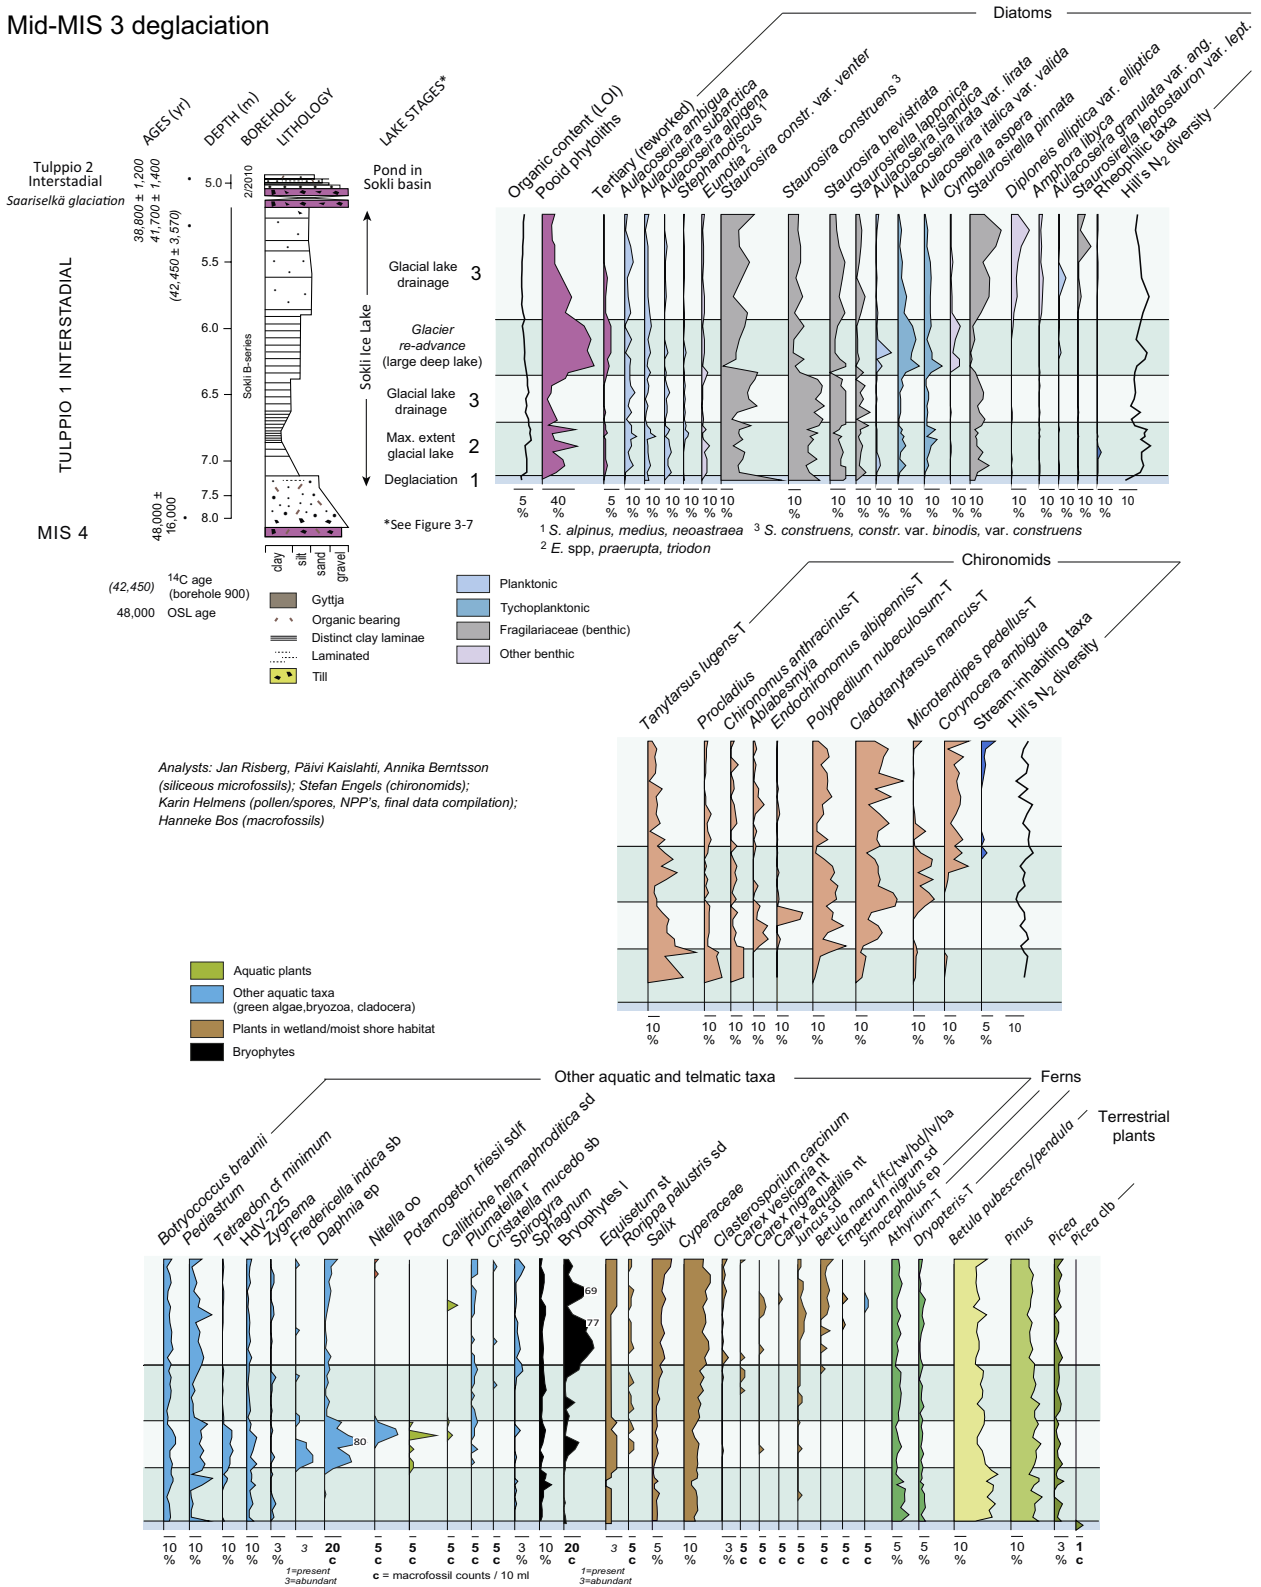 Mid-MIS 3 deglaciation
Diatoms
AGES (yr)
DEPTH (m)
BOREHOLE
LITHOLOGY
LAKE STAGES*
Organic content (LOI)
Pooid phytoliths
Tertiary (reworked)
Aulacoseira ambigua
Aulacoseira subarctica
Aulacoseira alpigena
Stephanodiscus 1
Eunotia 2
Staurosira constr. var. venter
Staurosira construens 3
Staurosira brevistriata
Staurosirella lapponica
Aulacoseira islandica
Aulacoseira lirata var. lirata
Aulacoseira italica var. valida
Cymbella aspera
Staurosirella pinnata
Diploneis elliptica var. elliptica
Amphora libyca
Aulacoseira granulata var. ang.
Staurosirella leptostauron var. lept.
Rheophilic taxa
Hill's N2 diversity
Tulppio 2
Interstadial
Saariselkä glaciation
TULPPIO 1 INTERSTADIAL
MIS 4
38,800 ± 1,200
41,700 ± 1,400
(42,450 ± 3,570)
48,000 ±
16,000
5.0
5.5
6.0
6.5
7.0
7.5
8.0
2/2010
Sokli B-series
Pond in
Sokli basin
Sokli Ice Lake
Glacial lake
drainage
3
Glacier
re-advance
(large deep lake)
Glacial lake
drainage
3
Max. extent
glacial lake
2
Deglaciation
1
*See Figure 3-7
clay
silt
sand
gravel
5 40 5 10 10 10 10 10 10 10 10 10 10 10 10 10 10 10 10 10 10 10 10
% % % % % % % % % % % % % % % % % % % % % %
1 S. alpinus, medius, neoastraea
3 S. construens, constr. var. binodis, var. construens
2 E. spp, praerupta, triodon
(42,450)
14C age
(borehole 900)
48,000
OSL age
Gyttja
Organic bearing
Distinct clay laminae
Laminated
Till
Planktonic
Tychoplanktonic
Fragilariaceae (benthic)
Other benthic
Chironomids
Tanytarsus lugens-T
Procladius
Chironomus anthracinus-T
Ablabesmyia
Endochironomus albipennis-T
Polypedilum nubeculosum-T
Cladotanytarsus mancus-T
Microtendipes pedellus-T
Corynocera ambigua
Stream-inhabiting taxa
Hill's N2 diversity
10 10 10 10 10 10 10 10 10 5 10
% % % % % % % % % %
Analysts: Jan Risberg, Päivi Kaislahti, Annika Berntsson
(siliceous microfossils); Stefan Engels (chironomids);
Karin Helmens (pollen/spores, NPP's, final data compilation);
Hanneke Bos (macrofossils)
Aquatic plants
Other aquatic taxa
(green algae,bryozoa, cladocera)
Plants in wetland/moist shore habitat
Bryophytes
Other aquatic and telmatic taxa
Ferns
Terrestrial
plants
Botryococcus braunii
Pediastrum
Tetraedon cf minimum
HdV-225
Zygnema
Fredericella indica sb
Daphnia ep
Nitella oo
Potamogeton friesii sd/f
Callitriche hermaphroditica sd
Plumatella r
Cristatella mucedo sb
Spirogyra
Sphagnum
Bryophytes l
Equisetum st
Rorippa palustris sd
Salix
Cyperaceae
Clasterosporium carcinum
Carex vesicaria nt
Carex nigra nt
Carex aquatilis nt
Juncus sd
Betula nana f/fc/tw/bd/lv/ba
Empetrum nigrum sd
Simocephalus ep
Athyrium-T
Dryopteris-T
Betula pubescens/pendula
Pinus
Picea
Picea clb
69
77
80
10 10 10 10 3 3 20 5 5 5 5 5 3 10 20 3 5 5 10 3 5 5 5 5 5 5 5 5 5 10 10 3 1
% % % % % c c c c c c % % c c % % % c c c c c c c % % % % % c
1=present
3=abundant
c = macrofossil counts / 10 ml
1=present
3=abundant